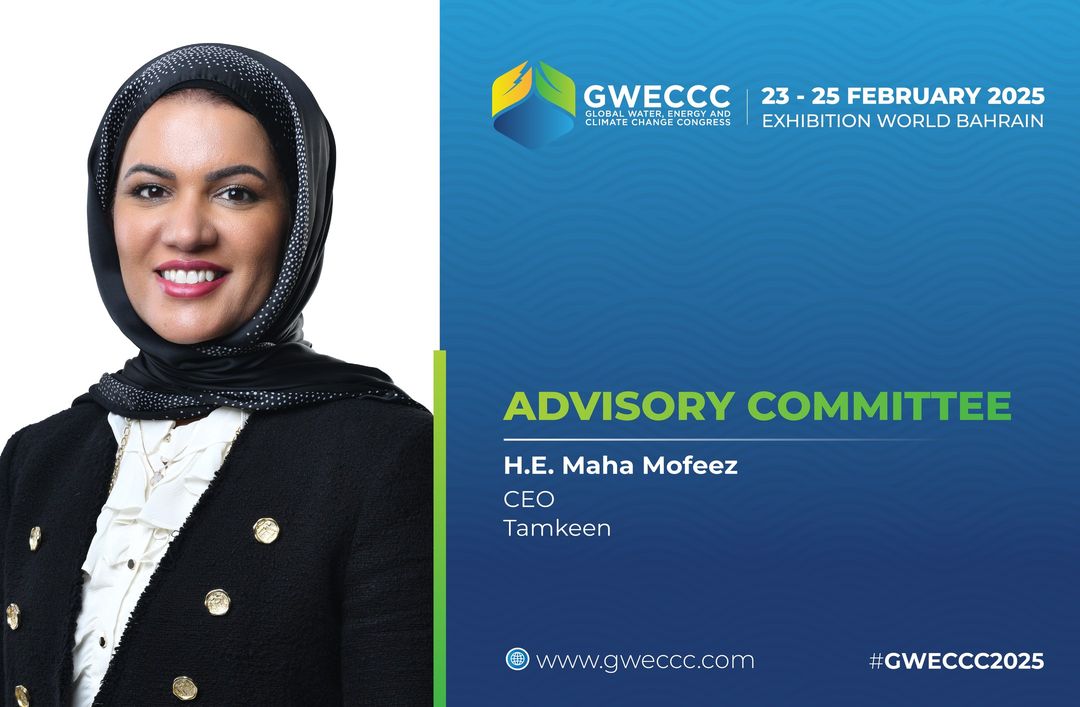 GWECCC
GLOBAL WATER, ENERGY AND
CLIMATE CHANGE CONGRESS
23 - 25 FEBRUARY 2025
EXHIBITION WORLD BAHRAIN
ADVISORY COMMITTEE
H.E. Maha Mofeez
CEO
Tamkeen
www.gweccc.com
#GWECCC2025